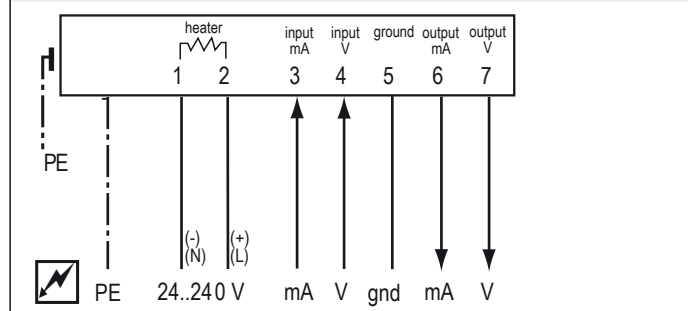 heater
input mA
input V
ground
output mA
output V
1 2 3 4 5 6 7
PE
(-) (N)
(+) (L)
PE 24..240 V mA V gnd mA V